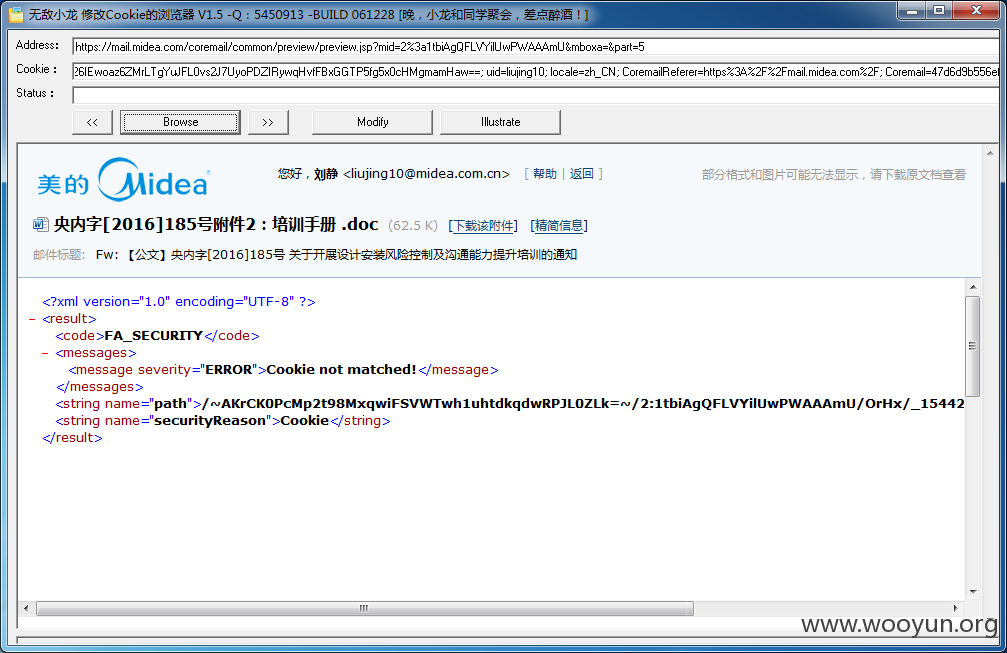 无敌小龙 修改Cookie的浏览器 V1.5 -Q：5450913 -BUILD 061228 [晚，小龙和同学聚会，差点醉酒！]
Address: https://mail.midea.com/coremail/common/preview/preview.jsp?mid=2%3a1tbiAgQFLVYilUwPWAAAmU&mboxa=&part=5
Cookie： 26IEwoaz6ZMrLTgYwJFL0vs2J7UyoPDZIRywqHvfFBxGGTP5fg5x0cHMgmamHaw==; uid=liujing10; locale=zh_CN; CoremailReferer=https%3A%2F%2Fmail.midea.com%2F; Coremail=47d6d9b556e
Status：
<< Browse >> Modify Illustrate
美的 Midea 您好，刘静 <liujing10@midea.com.cn> [ 帮助 | 返回 ] 部分格式和图片可能无法显示，请下载原文档查看
央内字[2016]185号附件2：培训手册 .doc (62.5 K) [下载该附件] [精简信息]
邮件标题: Fw: 【公文】央内字[2016]185号 关于开展设计安装风险控制及沟通能力提升培训的通知
<?xml version="1.0" encoding="UTF-8" ?>
- <result>
<code>FA_SECURITY</code>
- <messages>
<message severity="ERROR">Cookie not matched!</message>
</messages>
<string name="path">/~AKrCK0PcMp2t98MxqwiFSVWTwh1uhtdkqdwRPJL0ZLk=~/2:1tbiAgQFLVYilUwPWAAAmU/OrHx/_15442
<string name="securityReason">Cookie</string>
</result>
www.wooyun.org